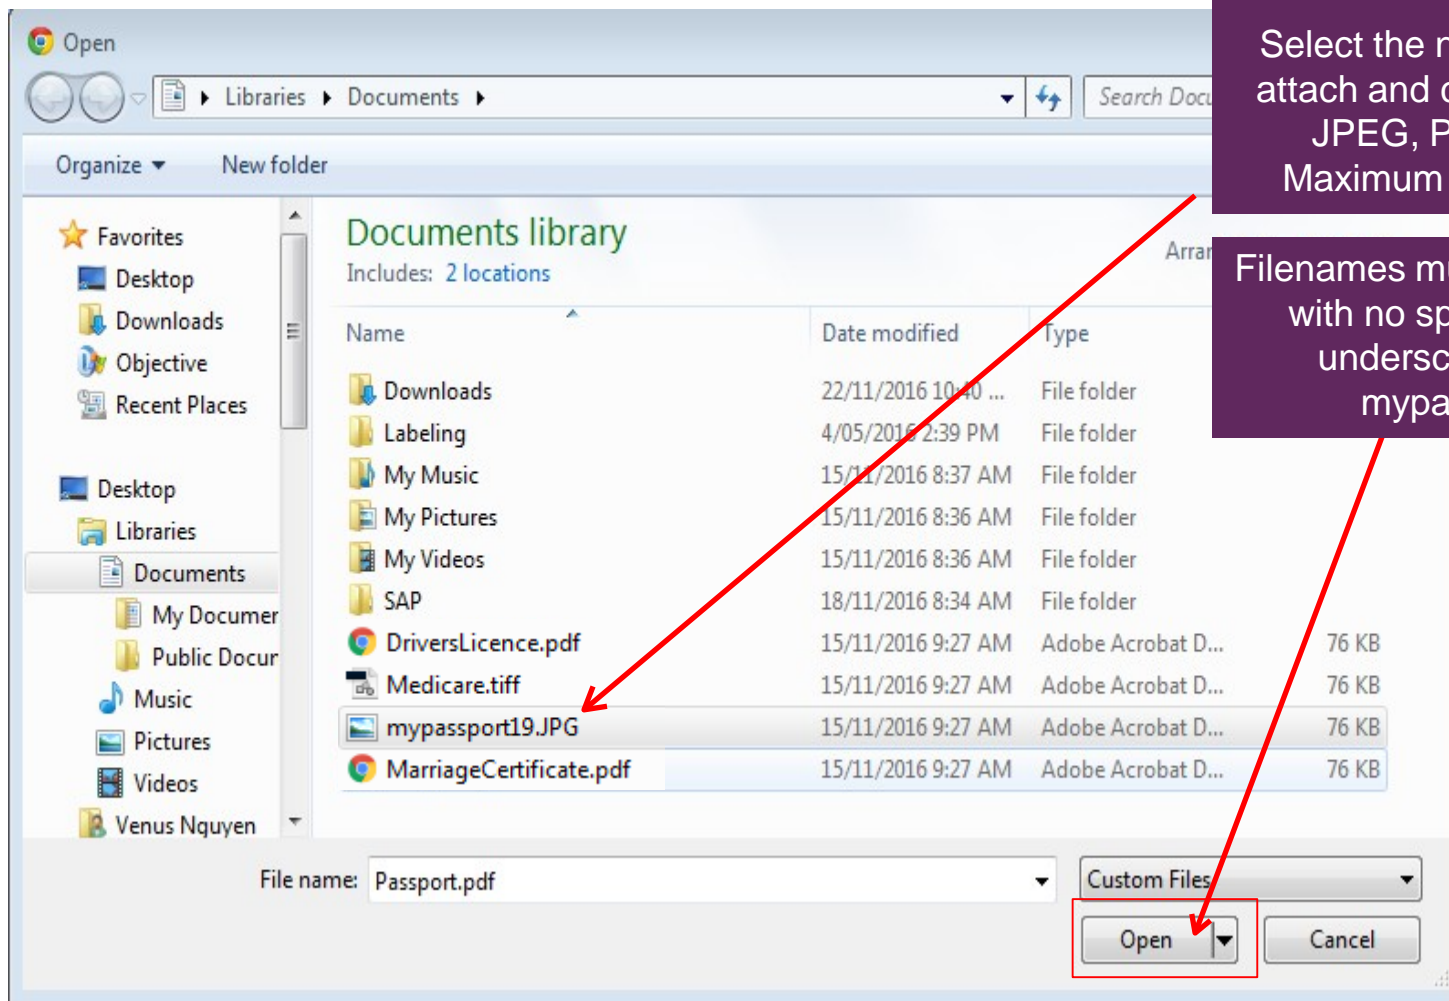 Open
Libraries Documents
Search Docu
Organize New folder
Select the
attach and
JPEG,
Maximum
Favorites
Desktop
Downloads
Objective
Recent Places
Desktop
Libraries
Documents
My Documer
Public Docur
Music
Pictures
Videos
Venus Nguyen
Documents library
Includes: 2 locations
Arrar
Filenames
with no
undersc
mypa
Name Date modified Type
Downloads 22/11/2016 10:40 ... File folder
Labeling 4/05/2016 2:39 PM File folder
My Music 15/11/2016 8:37 AM File folder
My Pictures 15/11/2016 8:36 AM File folder
My Videos 15/11/2016 8:36 AM File folder
SAP 18/11/2016 8:34 AM File folder
DriversLicence.pdf 15/11/2016 9:27 AM Adobe Acrobat D... 76 KB
Medicare.tiff 15/11/2016 9:27 AM Adobe Acrobat D... 76 KB
mypassport19.JPG 15/11/2016 9:27 AM Adobe Acrobat D... 76 KB
MarriageCertificate.pdf 15/11/2016 9:27 AM Adobe Acrobat D... 76 KB
File name: Passport.pdf Custom Files
Open Cancel